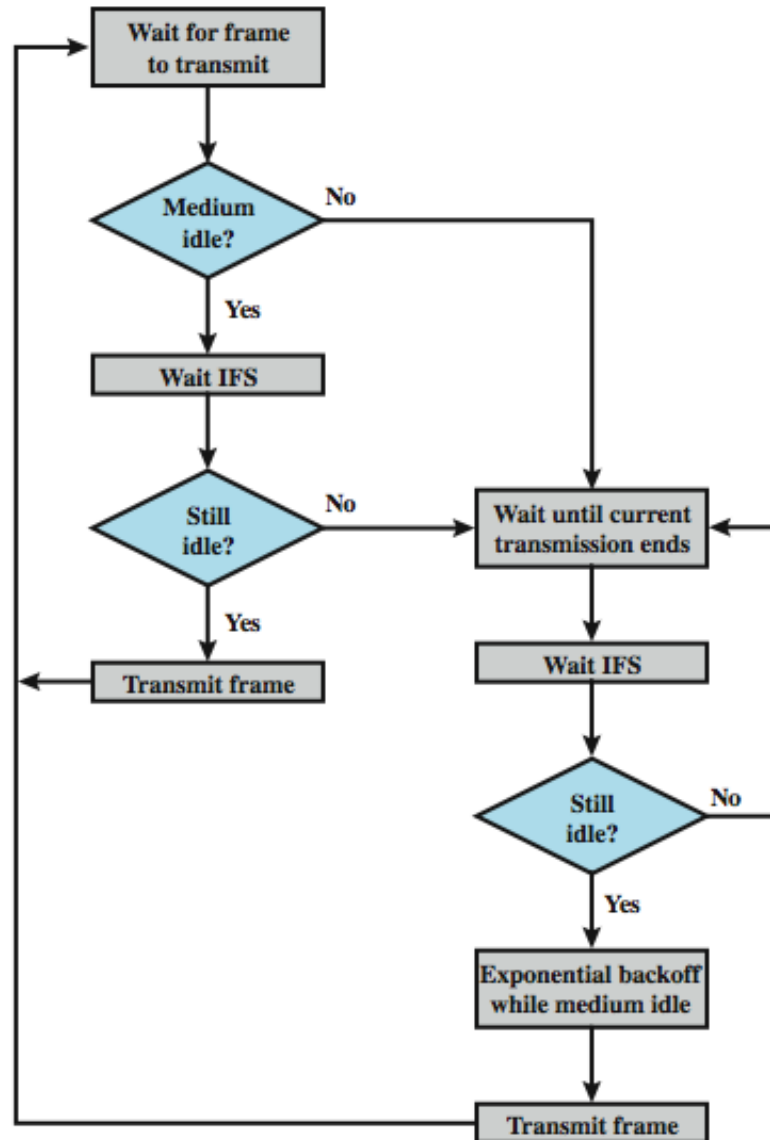 Wait for frame
to transmit
Medium
idle?
No
Yes
Wait IFS
Still
idle?
No
Yes
Transmit frame
Wait until current
transmission ends
Wait IFS
Still
idle?
No
Yes
Exponential backoff
while medium idle
Transmit frame